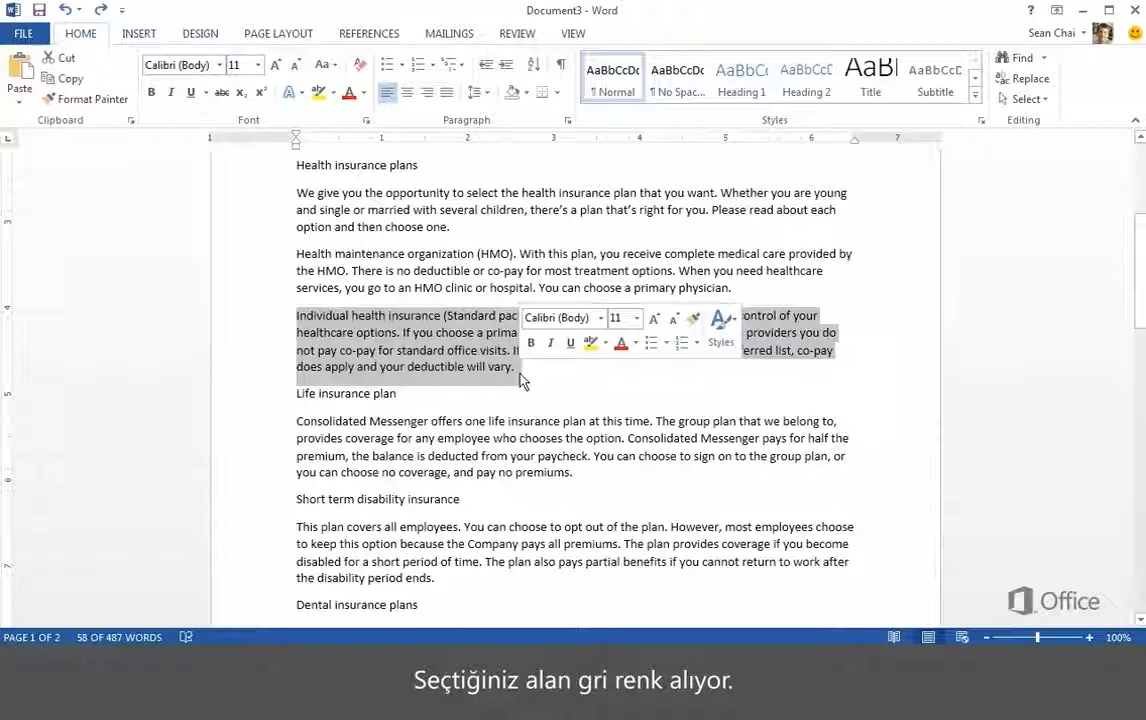 Document3 - Word
Sean Chai
FILE HOME INSERT DESIGN PAGE LAYOUT REFERENCES MAILINGS REVIEW VIEW
Paste
Cut
Copy
Format Painter
Clipboard
Calibri (Body) 11
Font
Paragraph
AaBbCcDc AaBbCcDc AaBbCc AaBbCcD AaBl AaBbCcD
¶ Normal ¶ No Spac... Heading 1 Heading 2 Title Subtitle
Styles
Find
Replace
Select
Editing
1 1 2 3 4 5 6 7
Health insurance plans
We give you the opportunity to select the health insurance plan that you want. Whether you are young
and single or married with several children, there's a plan that's right for you. Please read about each
option and then choose one.
Health maintenance organization (HMO). With this plan, you receive complete medical care provided by
the HMO. There is no deductible or co-pay for most treatment options. When you need healthcare
services, you go to an HMO clinic or hospital. You can choose a primary physician.
Individual health insurance (Standard pac control of your
healthcare options. If you choose a prima providers you do
not pay co-pay for standard office visits. I ferred list, co-pay
does apply and your deductible will vary.
Calibri (Body) 11
B I U Styles
Life insurance plan
Consolidated Messenger offers one life insurance plan at this time. The group plan that we belong to,
provides coverage for any employee who chooses the option. Consolidated Messenger pays for half the
premium, the balance is deducted from your paycheck. You can choose to sign on to the group plan, or
you can choose no coverage, and pay no premiums.
Short term disability insurance
This plan covers all employees. You can choose to opt out of the plan. However, most employees choose
to keep this option because the Company pays all premiums. The plan provides coverage if you become
disabled for a short period of time. The plan also pays partial benefits if you cannot return to work after
the disability period ends.
Dental insurance plans
Office
PAGE 1 OF 2 58 OF 487 WORDS 100%
Seçtiğiniz alan gri renk alıyor.